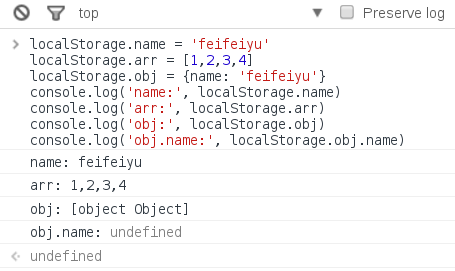 top Preserve log
localStorage.name = 'feifeiyu'
localStorage.arr = [1,2,3,4]
localStorage.obj = {name: 'feifeiyu'}
console.log('name:', localStorage.name)
console.log('arr:', localStorage.arr)
console.log('obj:', localStorage.obj)
console.log('obj.name:', localStorage.obj.name)
name: feifeiyu
arr: 1,2,3,4
obj: [object Object]
obj.name: undefined
undefined